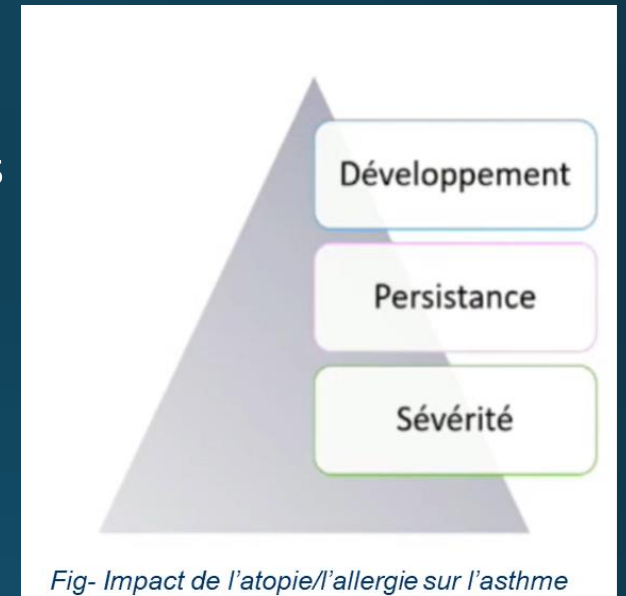 Développement
Persistance
Sévérité
Fig- Impact de l'atopie/l'allergie sur l'asthme